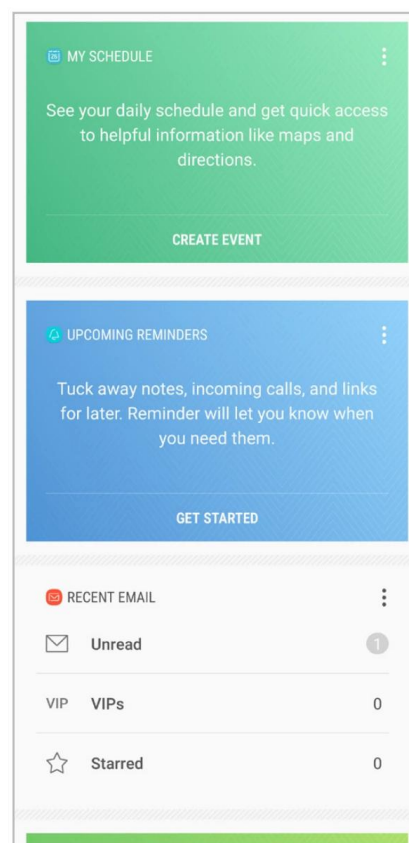 MY SCHEDULE
See your daily schedule and get quick access
to helpful information like maps and
directions.
CREATE EVENT
UPCOMING REMINDERS
Tuck away notes, incoming calls, and links
for later. Reminder will let you know when
you need them.
GET STARTED
RECENT EMAIL
Unread 1
VIP VIPs 0
Starred 0